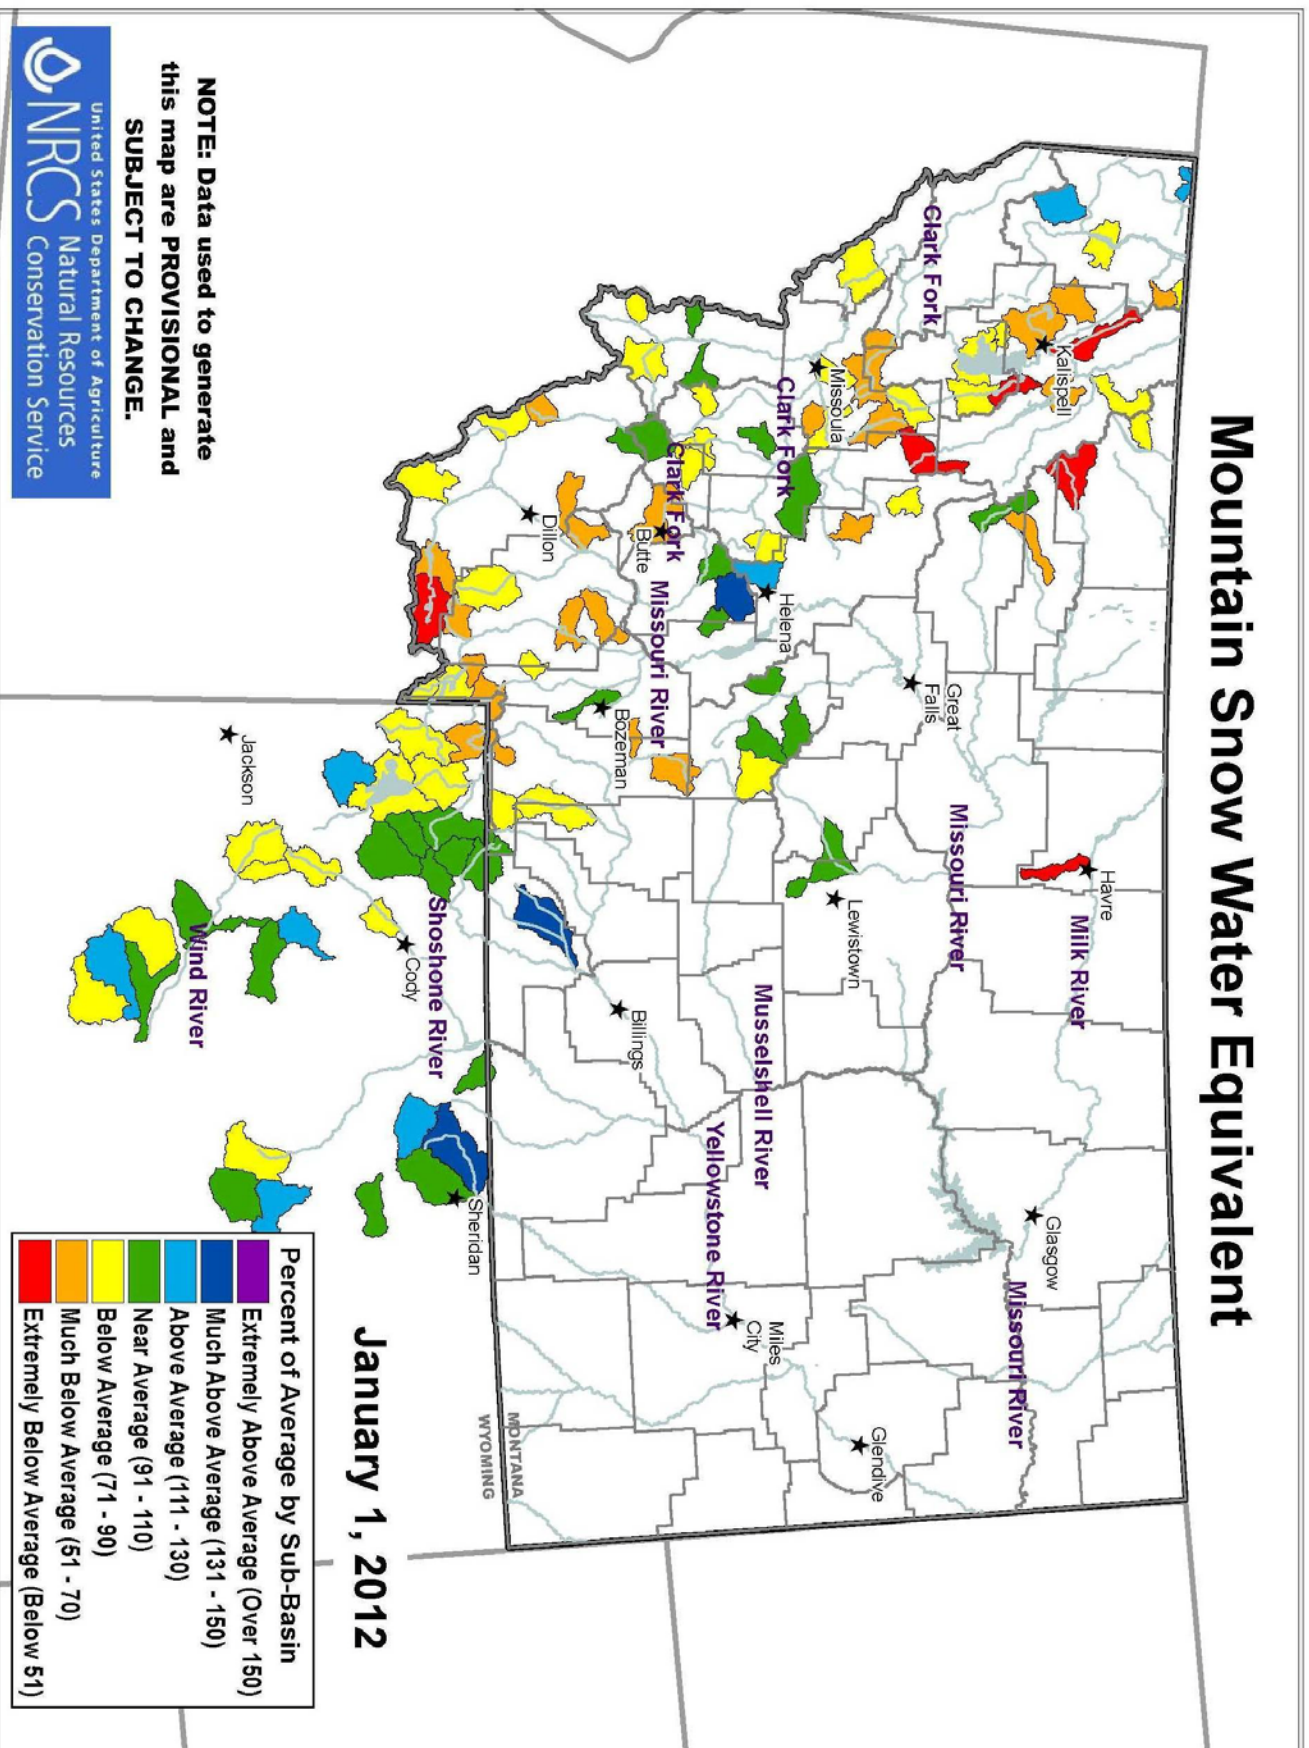 Mountain Snow Water Equivalent
Kalispell
Havre
Milk River
Glasgow
Missouri River
Clark Fork
Great
Falls
Missouri River
Missoula
Clark Fork
Lewistown
Glendive
Helena
Musselshell River
Miles
City
Clark Fork
Butte
Missouri River
Yellowstone River
Bozeman
Billings
Dillon
MONTANA
WYOMING
Sheridan
Shoshone River
Cody
Jackson
Wind River
January 1, 2012
NOTE: Data used to generate
this map are PROVISIONAL and
SUBJECT TO CHANGE.
United States Department of Agriculture
NRCS
Natural Resources
Conservation Service
Percent of Average by Sub-Basin
Extremely Above Average (Over 150)
Much Above Average (131 - 150)
Above Average (111 - 130)
Near Average (91 - 110)
Below Average (71 - 90)
Much Below Average (51 - 70)
Extremely Below Average (Below 51)